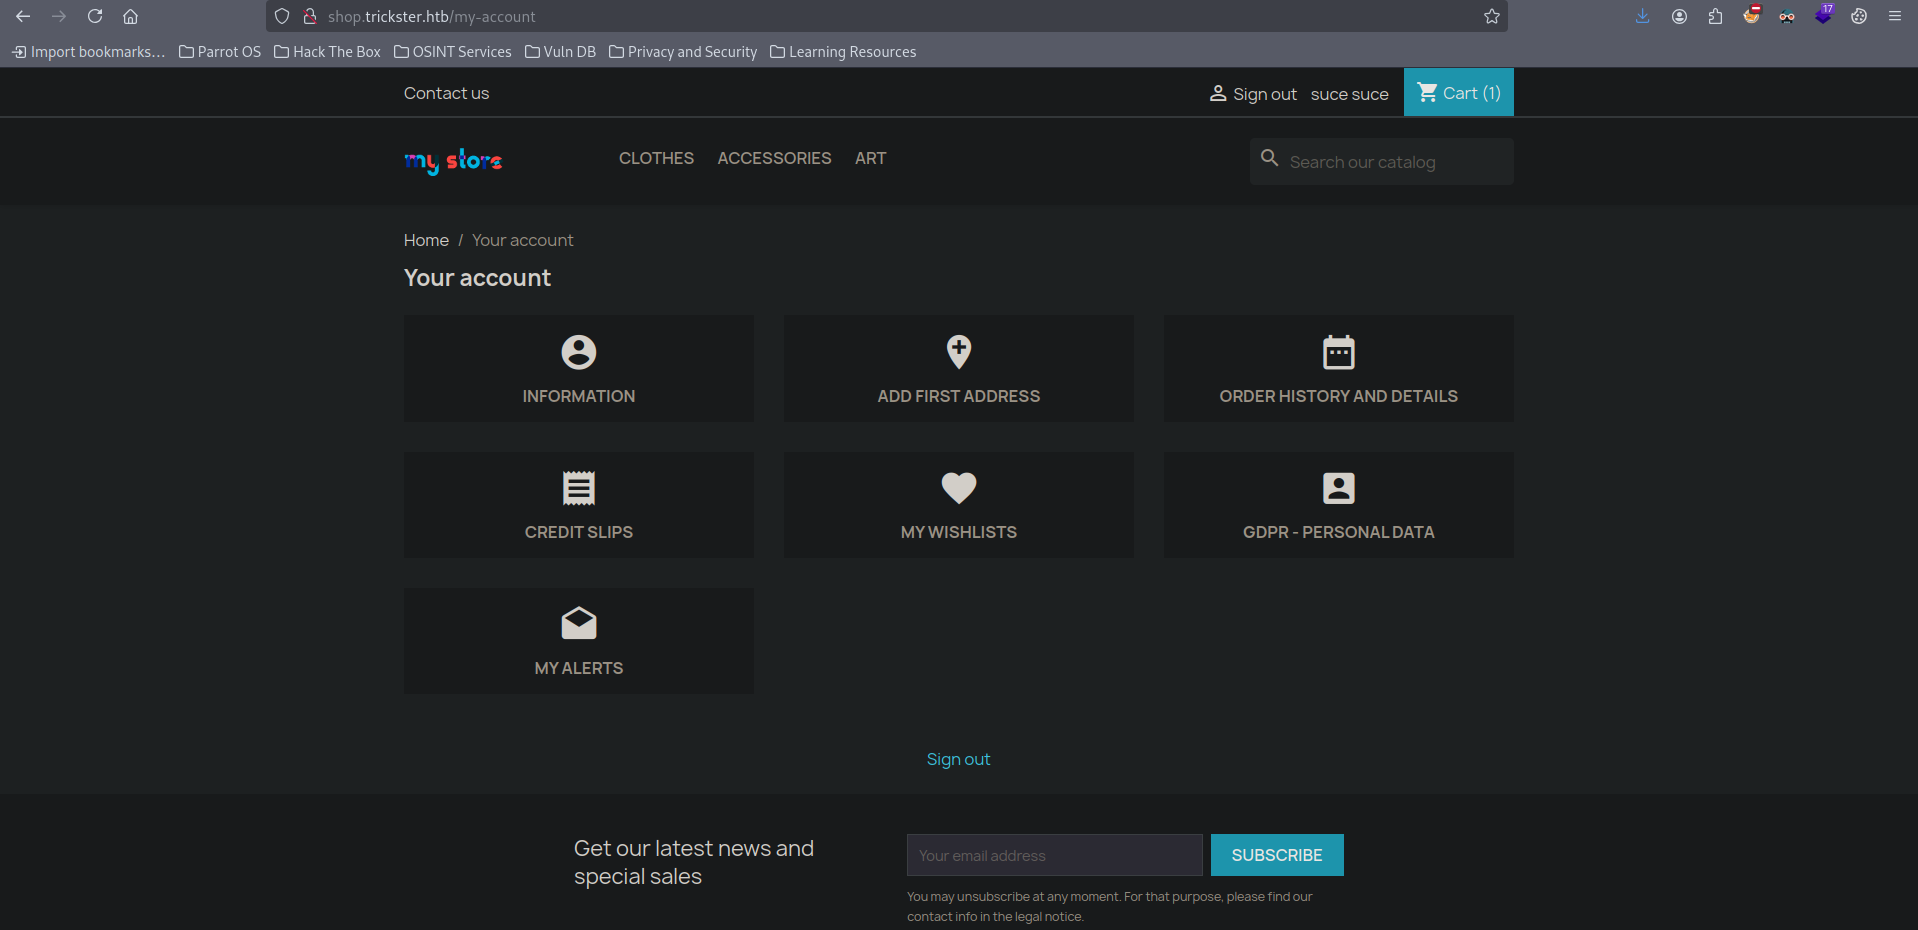 shop.trickster.htb/my-account
17
Import bookmarks... Parrot OS Hack The Box OSINT Services Vuln DB Privacy and Security Learning Resources
Contact us Sign out suce suce Cart (1)
my store CLOTHES ACCESSORIES ART Search our catalog
Home / Your account
Your account
INFORMATION ADD FIRST ADDRESS ORDER HISTORY AND DETAILS
CREDIT SLIPS MY WISHLISTS GDPR - PERSONAL DATA
MY ALERTS
Sign out
Get our latest news and
special sales
Your email address SUBSCRIBE
You may unsubscribe at any moment. For that purpose, please find our
contact info in the legal notice.